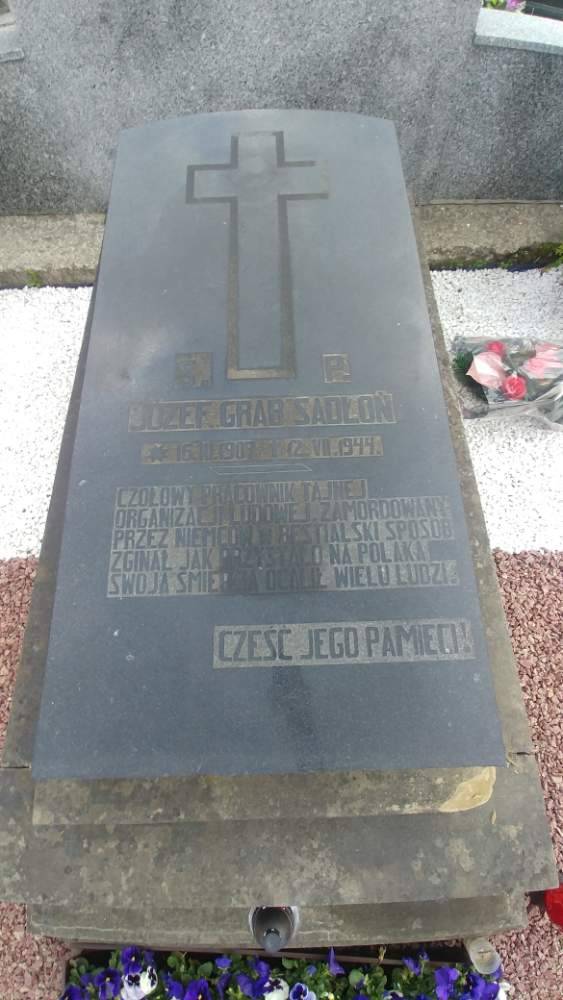 Ś. P.
JÓZEF GRAB SADŁOŃ
* 16.II.1907. † 12.VII.1944.
CZOŁOWY PRACOWNIK TAJNEJ
ORGANIZACJI LUDOWEJ. ZAMORDOWANY
PRZEZ NIEMCÓW W BESTIALSKI SPOSÓB
ZGINĄŁ JAK PRZYSTAŁO NA POLAKA.
SWOJĄ ŚMIERCIĄ OCALIŁ WIELU LUDZI.
CZEŚĆ JEGO PAMIĘCI!